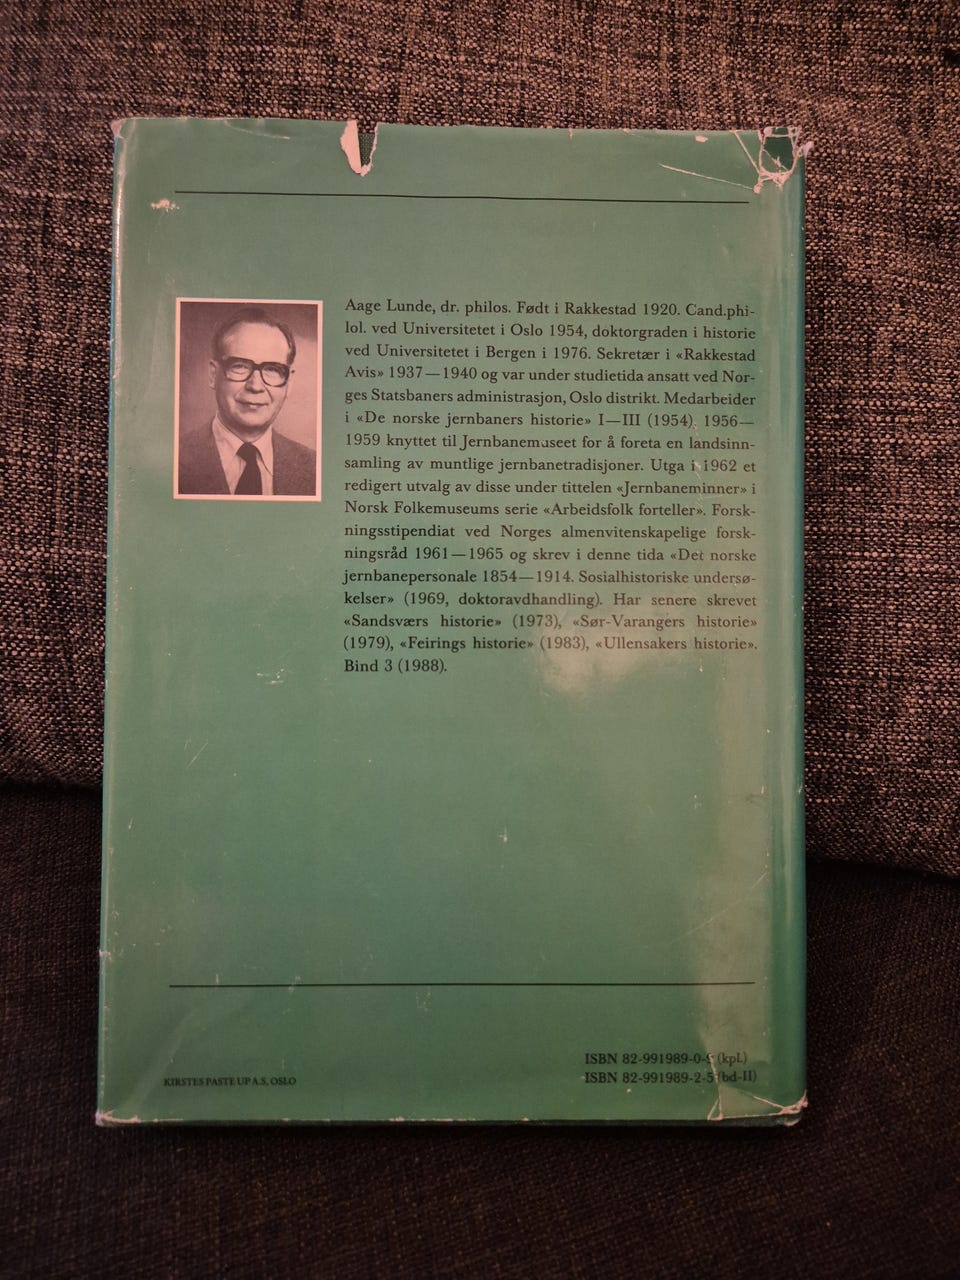 Aage Lunde, dr. philos. Født i Rakkestad 1920. Cand.phi-
lol. ved Universitetet i Oslo 1954, doktorgraden i historie
ved Universitetet i Bergen i 1976. Sekretær i «Rakkestad
Avis» 1937—1940 og var under studietida ansatt ved Nor-
ges Statsbaners administrasjon, Oslo distrikt. Medarbeider
i «De norske jernbaners historie» I—III (1954). 1956—
1959 knyttet til Jernbanemuseet for å foreta en landsinn-
samling av muntlige jernbanetradisjoner. Utga i 1962 et
redigert utvalg av disse under tittelen «Jernbaneminner» i
Norsk Folkemuseums serie «Arbeidsfolk forteller». Forsk-
ningsstipendiat ved Norges almenvitenskapelige forsk-
ningsråd 1961—1965 og skrev i denne tida «Det norske
jernbanepersonale 1854—1914. Sosialhistoriske undersø-
kelser» (1969, doktoravdhandling). Har senere skrevet
«Sandsværs historie» (1973), «Sør-Varangers historie»
(1979), «Feirings historie» (1983), «Ullensakers historie».
Bind 3 (1988).
ISBN 82-991989-0-9 (kpl.)
ISBN 82-991989-2-5 (bd-II)
KIRSTES PASTE UP A.S, OSLO